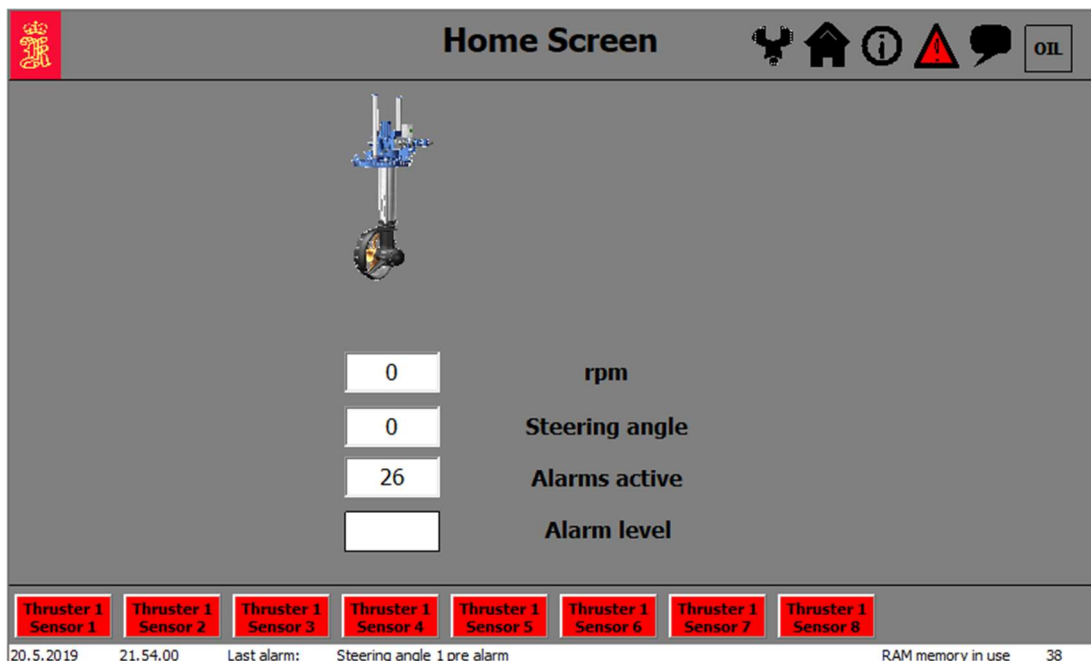 Home Screen
OIL
0 rpm
0 Steering angle
26 Alarms active
Alarm level
Thruster 1 Sensor 1
Thruster 1 Sensor 2
Thruster 1 Sensor 3
Thruster 1 Sensor 4
Thruster 1 Sensor 5
Thruster 1 Sensor 6
Thruster 1 Sensor 7
Thruster 1 Sensor 8
20.5.2019 21.54.00 Last alarm: Steering angle 1 pre alarm RAM memory in use 38